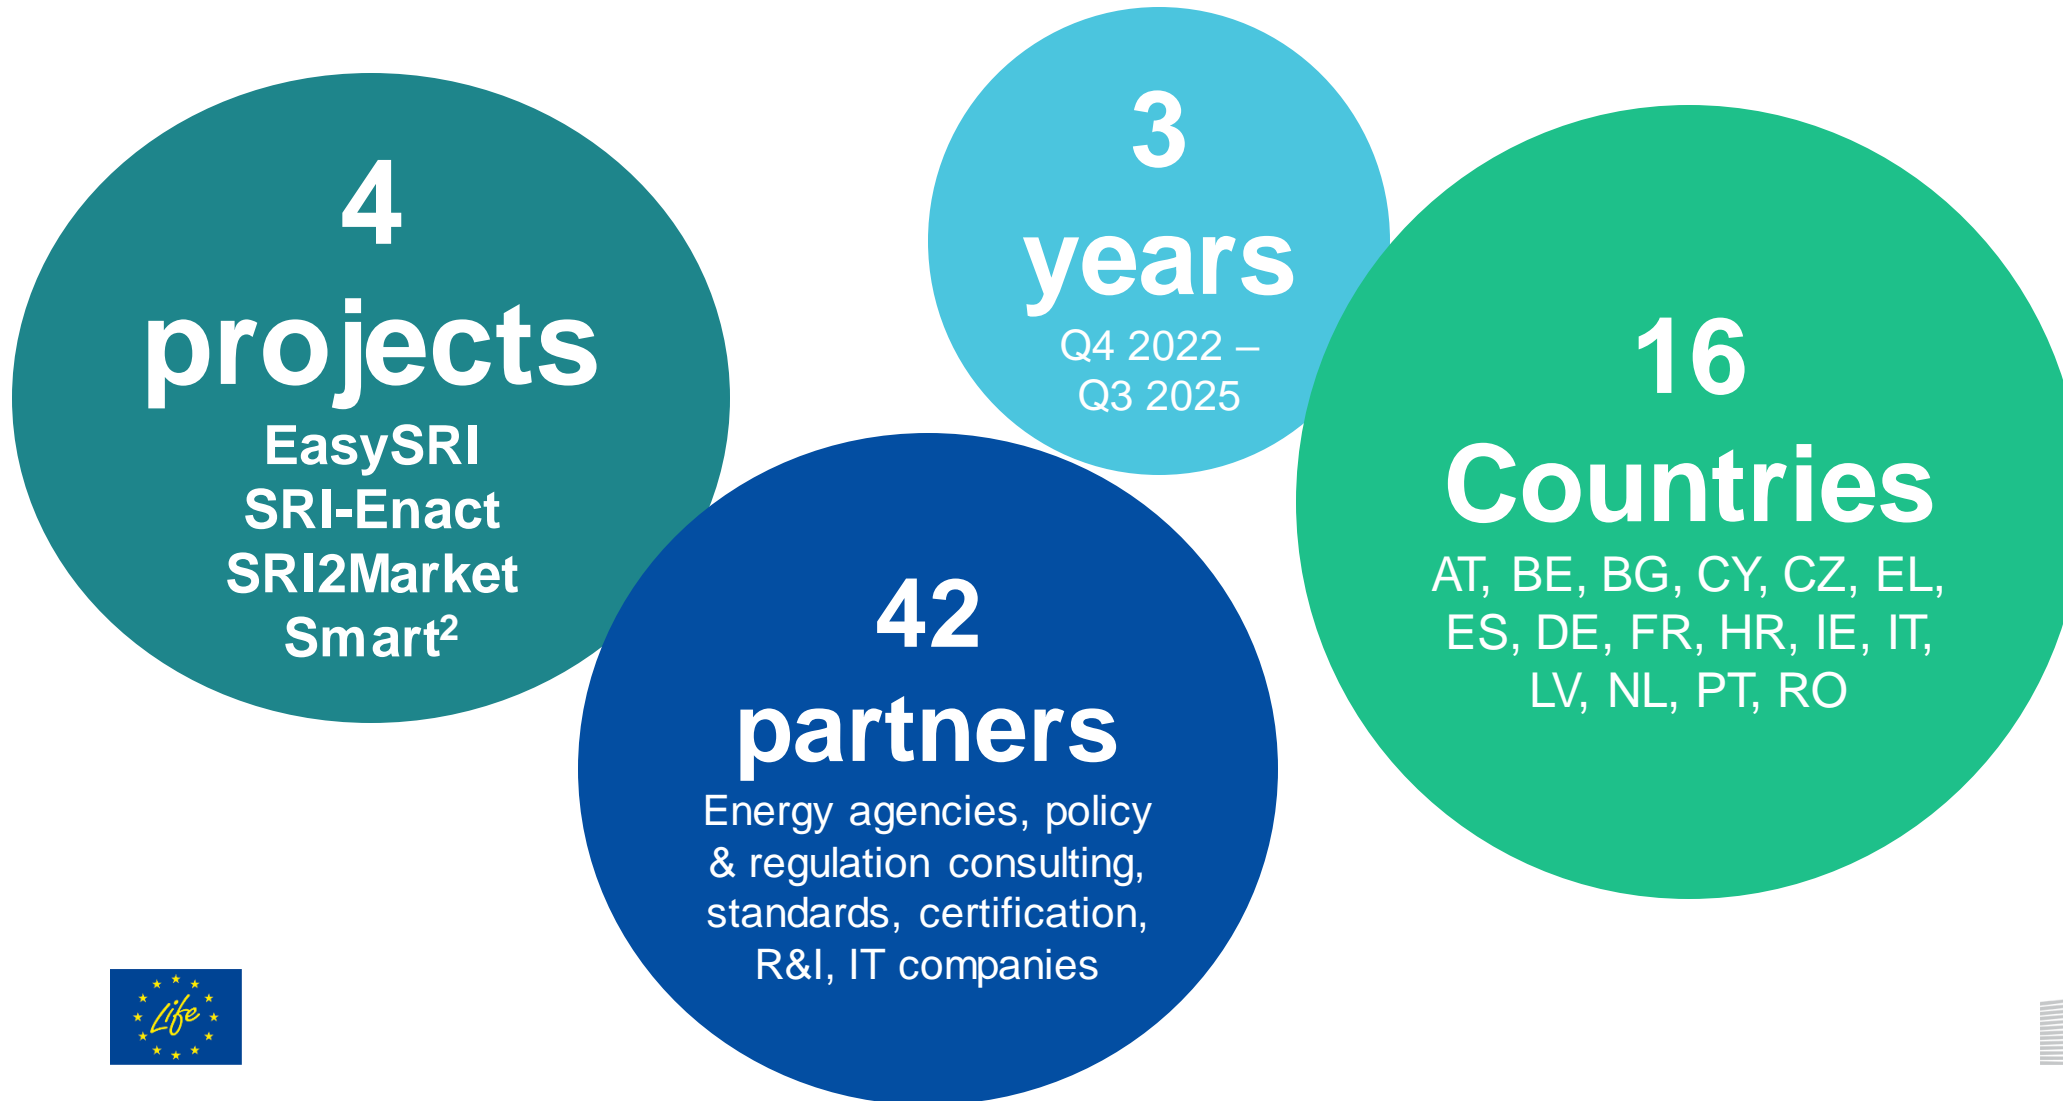 4
projects
EasySRI
SRI-Enact
SRI2Market
Smart²
3
years
Q4 2022 –
Q3 2025
16
Countries
AT, BE, BG, CY, CZ, EL,
ES, DE, FR, HR, IE, IT,
LV, NL, PT, RO
42
partners
Energy agencies, policy
& regulation consulting,
standards, certification,
R&I, IT companies
Life